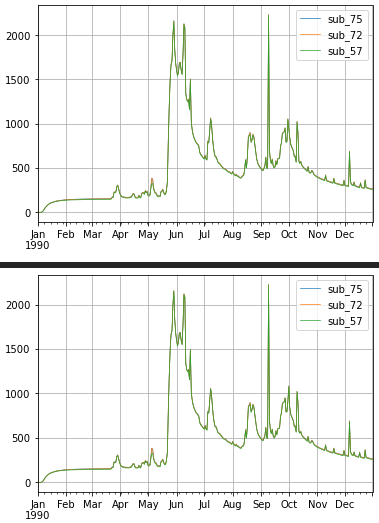 2000
1500
1000
500
0
sub_75
sub_72
sub_57
Jan Feb Mar Apr May Jun Jul Aug Sep Oct Nov Dec
1990
2000
1500
1000
500
0
sub_75
sub_72
sub_57
Jan Feb Mar Apr May Jun Jul Aug Sep Oct Nov Dec
1990